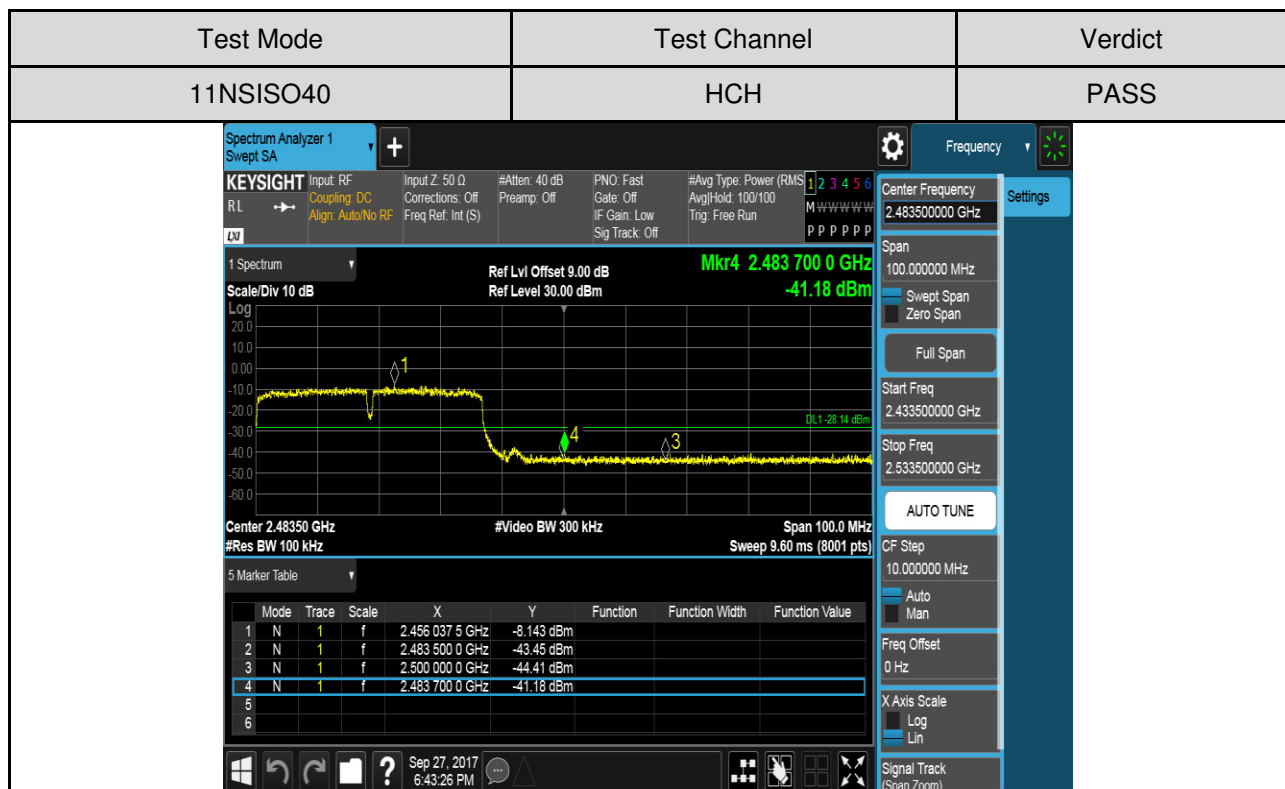 Test Mode Test Channel Verdict
11NSISO40 HCH PASS
Spectrum Analyzer 1
Swept SA
+
Frequency
KEYSIGHT Input: RF Input Z: 50 Ω #Atten: 40 dB PNO: Fast #Avg Type: Power (RMS 1 2 3 4 5 6
RL Coupling: DC Corrections: Off Preamp: Off Gate: Off Avg|Hold: 100/100 M W W W W W
Align: Auto/No RF Freq Ref: Int (S) IF Gain: Low Trig: Free Run
LXI Sig Track: Off P P P P P P
1 Spectrum Ref Lvl Offset 9.00 dB Mkr4 2.483 700 0 GHz
Scale/Div 10 dB Ref Level 30.00 dBm -41.18 dBm
Log
20.0
10.0
0.00
1
-10.0
-20.0
DL1 -28.14 dBm
-30.0
4
3
-40.0
-50.0
-60.0
Center 2.48350 GHz #Video BW 300 kHz Span 100.0 MHz
#Res BW 100 kHz Sweep 9.60 ms (8001 pts)
5 Marker Table
Mode Trace Scale X Y Function Function Width Function Value
1 N 1 f 2.456 037 5 GHz -8.143 dBm
2 N 1 f 2.483 500 0 GHz -43.45 dBm
3 N 1 f 2.500 000 0 GHz -44.41 dBm
4 N 1 f 2.483 700 0 GHz -41.18 dBm
5
6
?
Sep 27, 2017
6:43:26 PM
Center Frequency
2.483500000 GHz
Settings
Span
100.000000 MHz
Swept Span
Zero Span
Full Span
Start Freq
2.433500000 GHz
Stop Freq
2.533500000 GHz
AUTO TUNE
CF Step
10.000000 MHz
Auto
Man
Freq Offset
0 Hz
X Axis Scale
Log
Lin
Signal Track
(Span Zoom)